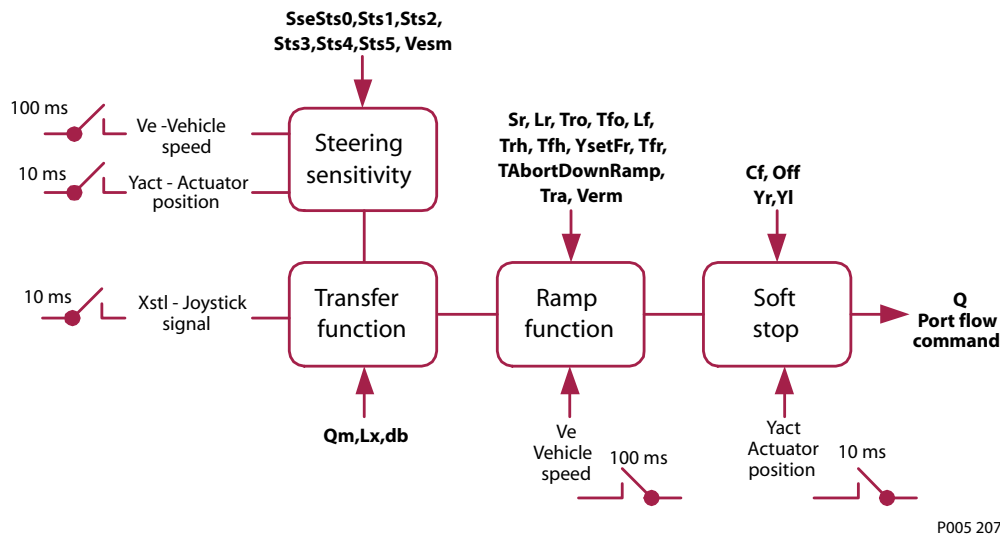 SseSts0,Sts1,Sts2,
Sts3,Sts4,Sts5, Vesm
100 ms
Ve -Vehicle
speed
10 ms
Yact - Actuator
position
Steering
sensitivity
Sr, Lr, Tro, Tfo, Lf,
Trh, Tfh, YsetFr, Tfr,
TAbortDownRamp,
Tra, Verm
Cf, Off
Yr,Yl
10 ms
Xstl - Joystick
signal
Transfer
function
Ramp
function
Soft
stop
Q
Port flow
command
Qm,Lx,db
Ve
Vehicle
speed
100 ms
Yact
Actuator
position
10 ms
P005 207